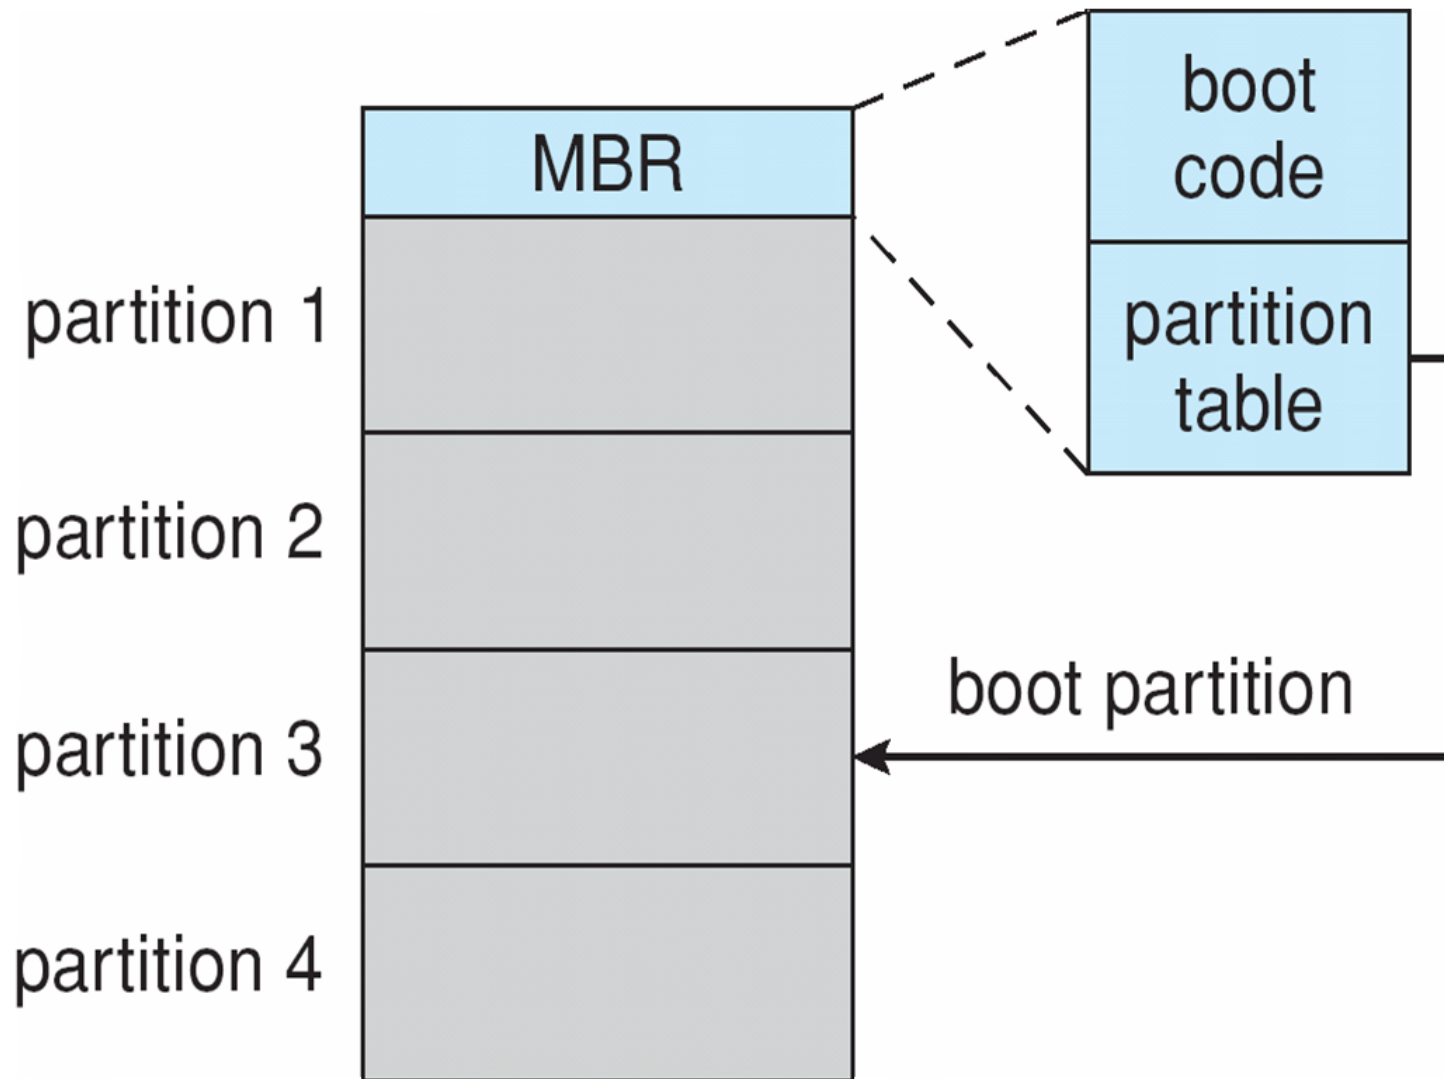 boot
code
MBR
partition 1
partition
table
partition 2
boot partition
partition 3
partition 4